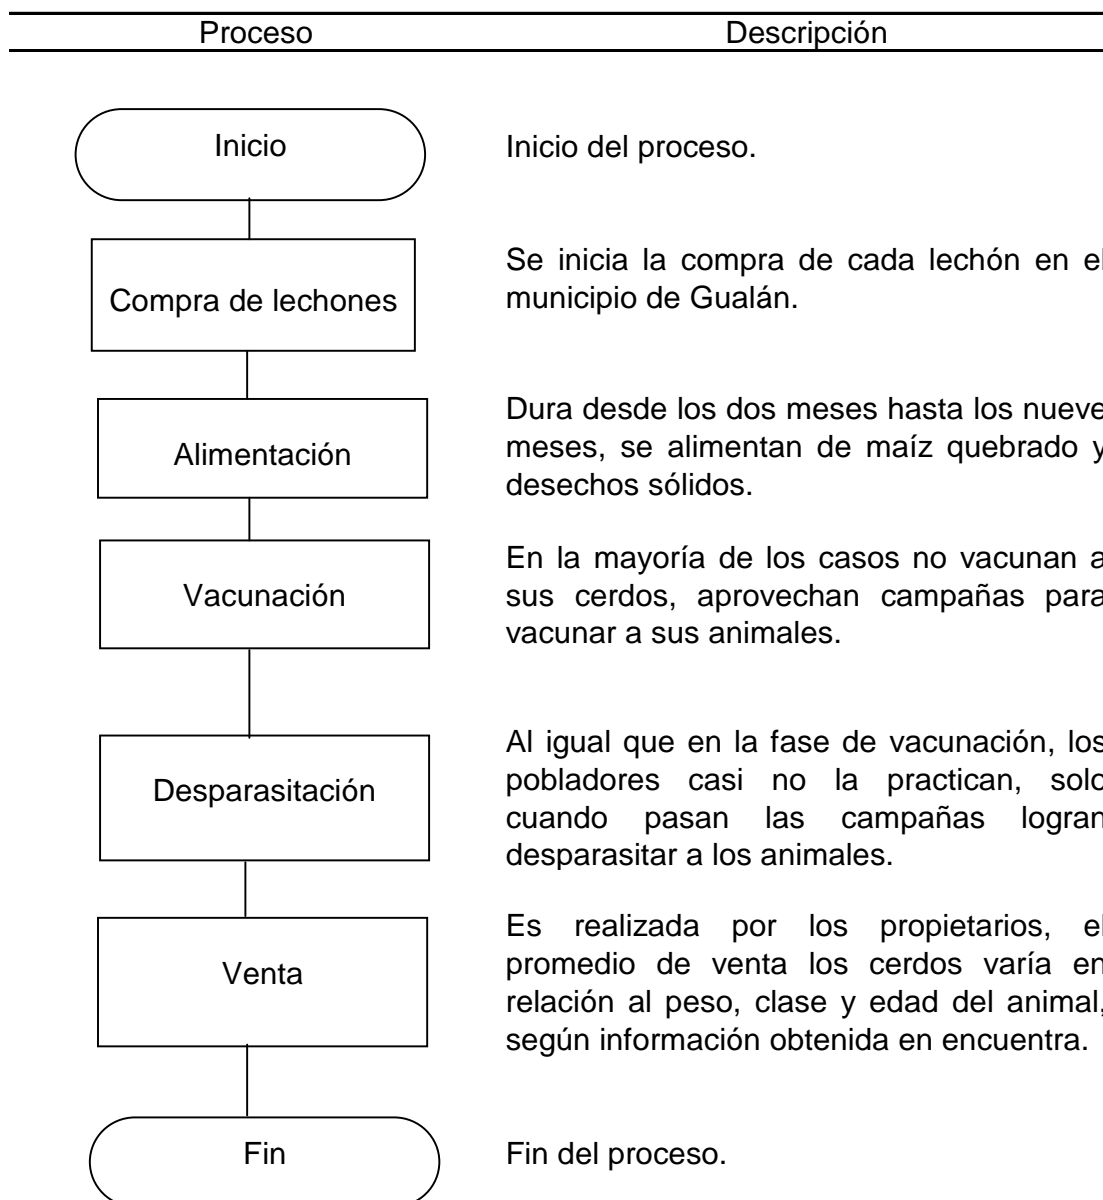 Proceso Descripción
Inicio
Inicio del proceso.
Compra de lechones
Se inicia la compra de cada lechón en el
municipio de Gualán.
Alimentación
Dura desde los dos meses hasta los nueve
meses, se alimentan de maíz quebrado y
desechos sólidos.
Vacunación
En la mayoría de los casos no vacunan a
sus cerdos, aprovechan campañas para
vacunar a sus animales.
Desparasitación
Al igual que en la fase de vacunación, los
pobladores casi no la practican, solo
cuando pasan las campañas logran
desparasitar a los animales.
Venta
Es realizada por los propietarios, el
promedio de venta los cerdos varía en
relación al peso, clase y edad del animal,
según información obtenida en encuentra.
Fin
Fin del proceso.